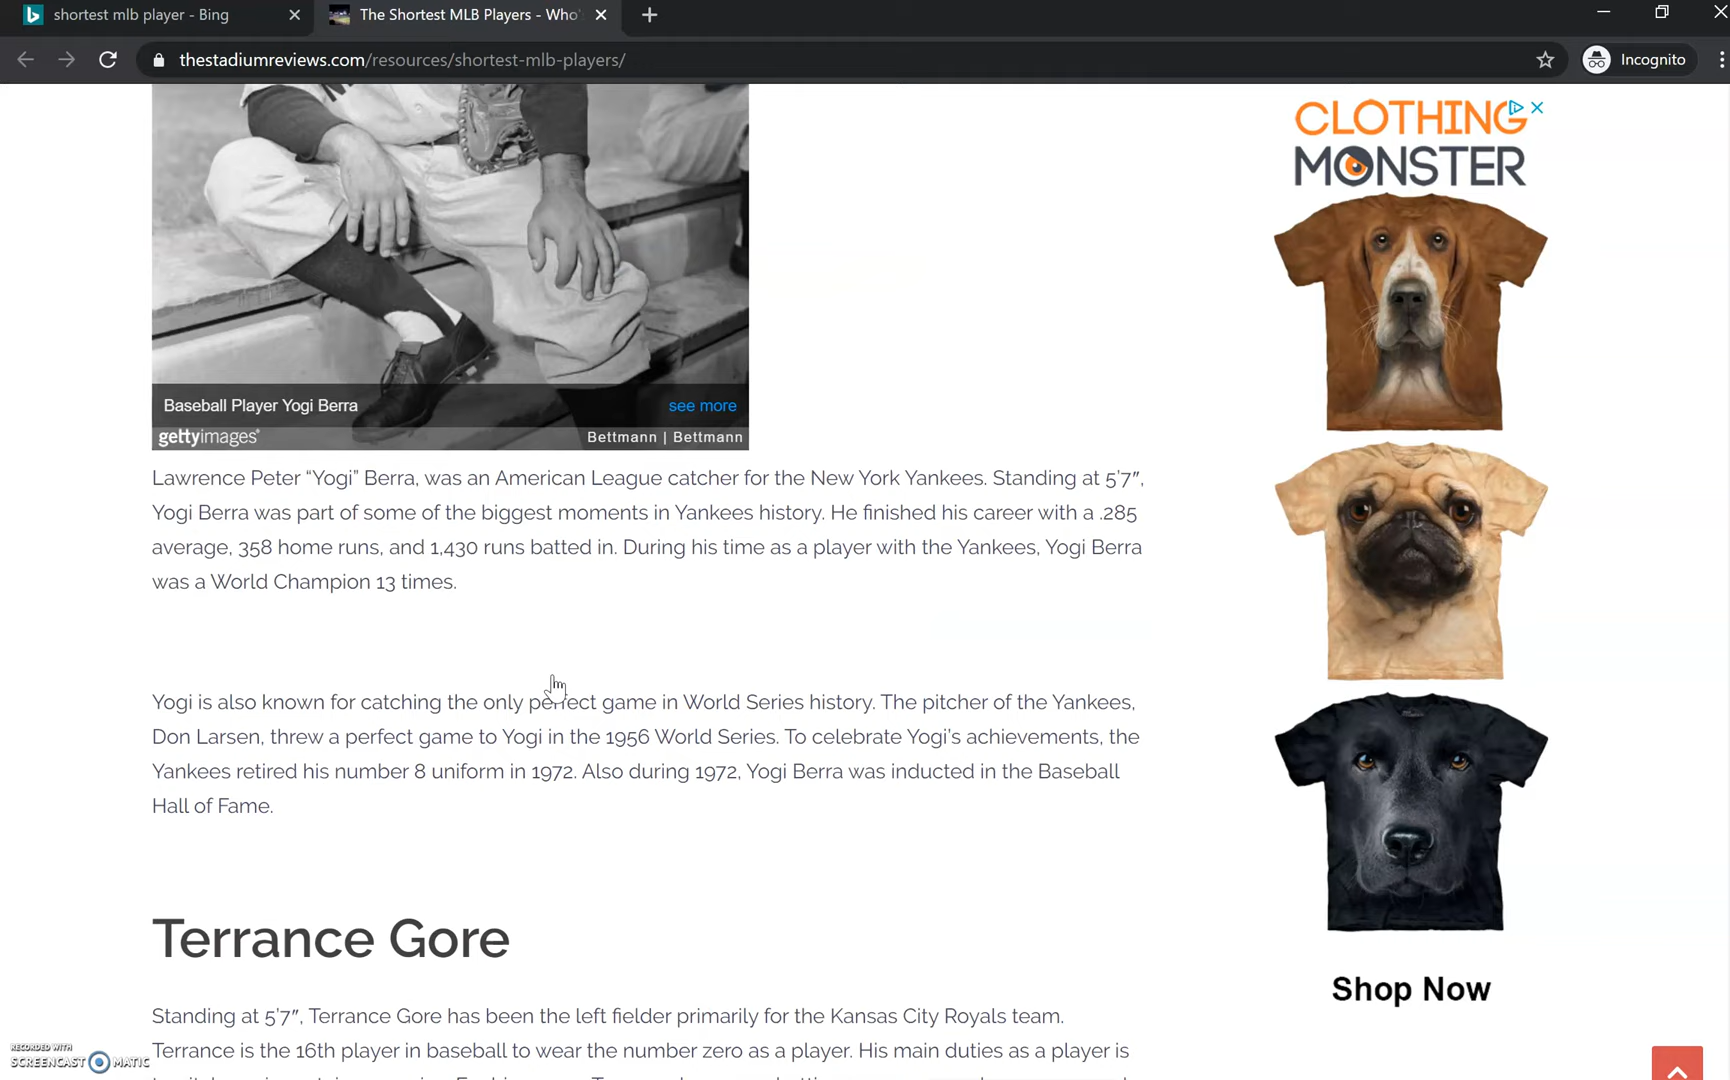 shortest mlb player - Bing
The Shortest MLB Players - Who'
thestadiumreviews.com/resources/shortest-mlb-players/
Incognito
CLOTHING
MONSTER
Baseball Player Yogi Berra
see more
gettyimages®
Bettmann | Bettmann
Lawrence Peter “Yogi” Berra, was an American League catcher for the New York Yankees. Standing at 5’7″,
Yogi Berra was part of some of the biggest moments in Yankees history. He finished his career with a .285
average, 358 home runs, and 1,430 runs batted in. During his time as a player with the Yankees, Yogi Berra
was a World Champion 13 times.
Yogi is also known for catching the only perfect game in World Series history. The pitcher of the Yankees,
Don Larsen, threw a perfect game to Yogi in the 1956 World Series. To celebrate Yogi’s achievements, the
Yankees retired his number 8 uniform in 1972. Also during 1972, Yogi Berra was inducted in the Baseball
Hall of Fame.
Terrance Gore
Standing at 5’7″, Terrance Gore has been the left fielder primarily for the Kansas City Royals team.
Terrance is the 16th player in baseball to wear the number zero as a player. His main duties as a player is
Shop Now
RECORDED WITH
SCREENCAST MATIC